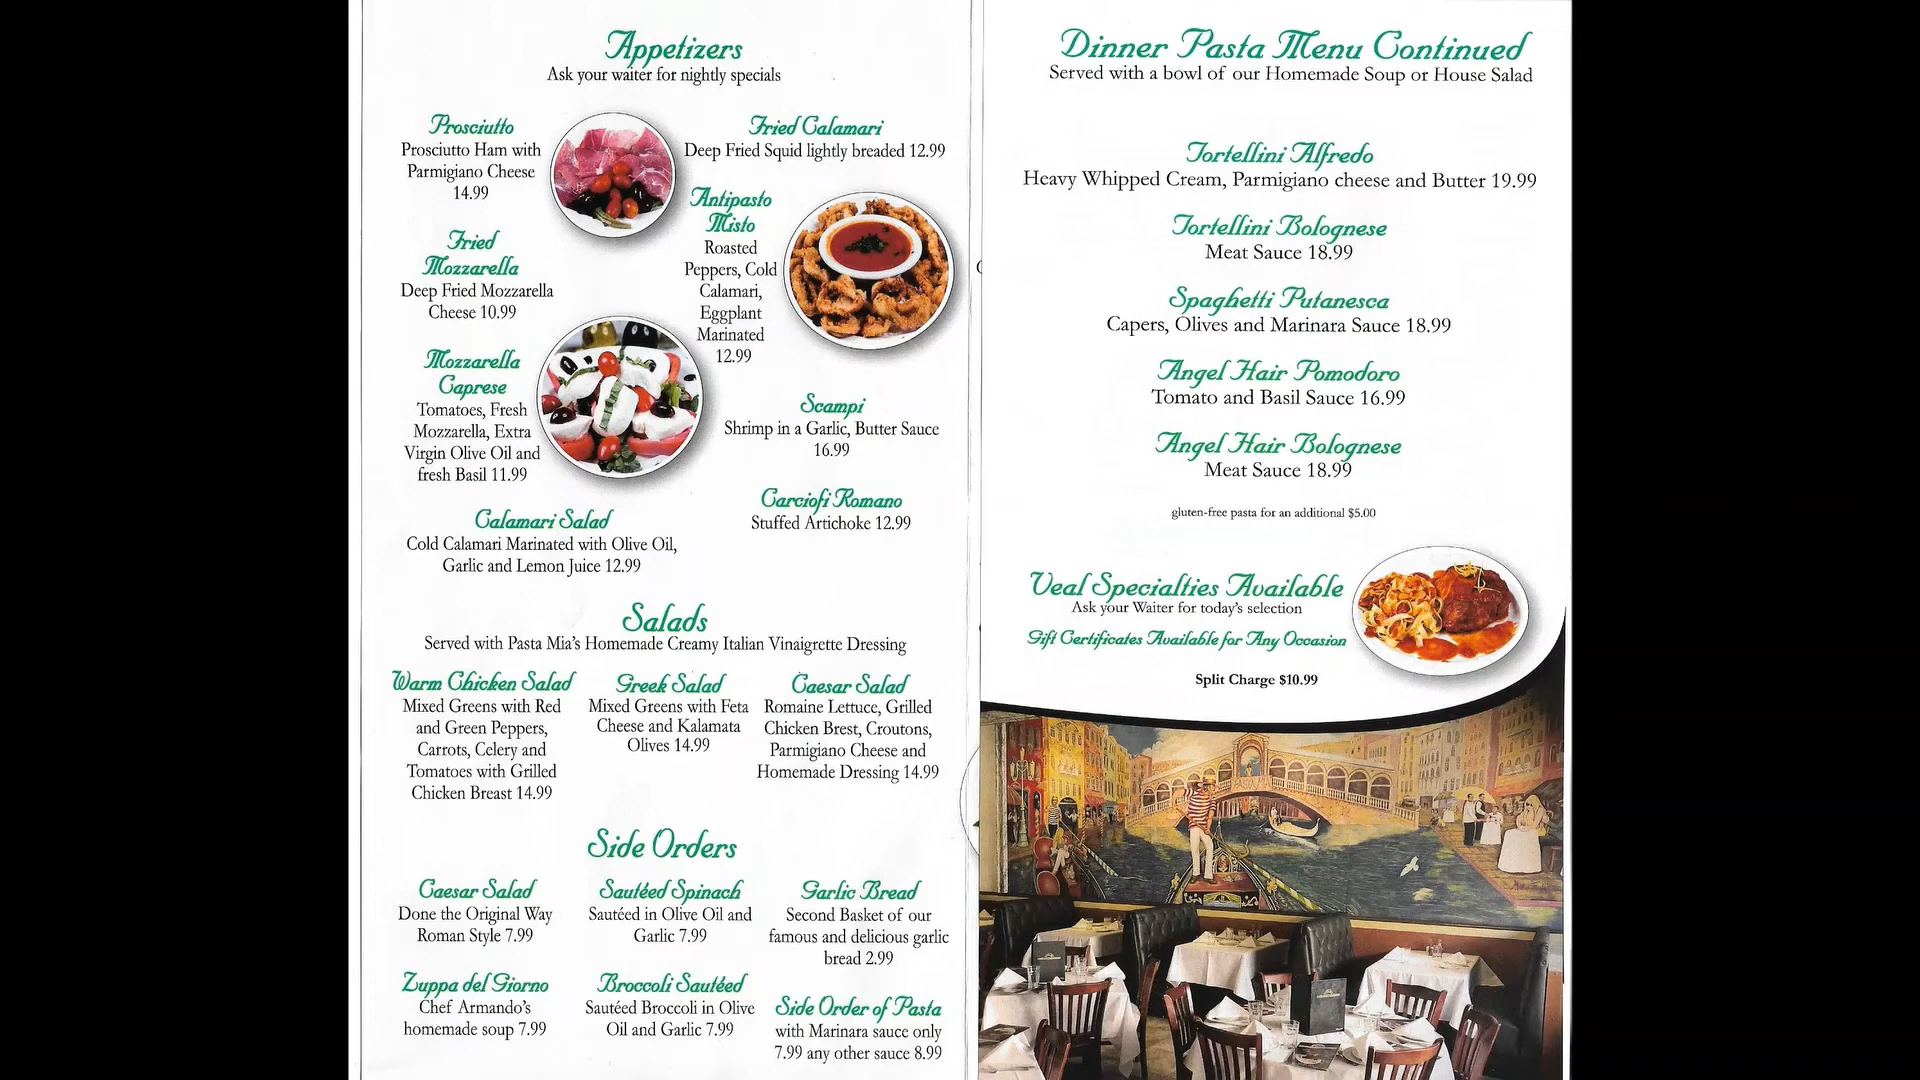 Appetizers
Ask your waiter for nightly specials
Prosciutto
Prosciutto Ham with
Parmigiano Cheese
14.99
Fried
Mozzarella
Deep Fried Mozzarella
Cheese 10.99
Mozzarella
Caprese
Tomatoes, Fresh
Mozzarella, Extra
Virgin Olive Oil and
fresh Basil 11.99
Calamari Salad
Cold Calamari Marinated with Olive Oil,
Garlic and Lemon Juice 12.99
Fried Calamari
Deep Fried Squid lightly breaded 12.99
Antipasto
Misto
Roasted
Peppers, Cold
Calamari,
Eggplant
Marinated
12.99
Scampi
Shrimp in a Garlic, Butter Sauce
16.99
Carciofi Romano
Stuffed Artichoke 12.99
Salads
Served with Pasta Mia's Homemade Creamy Italian Vinaigrette Dressing
Warm Chicken Salad
Mixed Greens with Red
and Green Peppers,
Carrots, Celery and
Tomatoes with Grilled
Chicken Breast 14.99
Greek Salad
Mixed Greens with Feta
Cheese and Kalamata
Olives 14.99
Caesar Salad
Romaine Lettuce, Grilled
Chicken Brest, Croutons,
Parmigiano Cheese and
Homemade Dressing 14.99
Side Orders
Caesar Salad
Done the Original Way
Roman Style 7.99
Zuppa del Giorno
Chef Armando's
homemade soup 7.99
Sautéed Spinach
Sautéed in Olive Oil and
Garlic 7.99
Broccoli Sautéed
Sautéed Broccoli in Olive
Oil and Garlic 7.99
Garlic Bread
Second Basket of our
famous and delicious garlic
bread 2.99
Side Order of Pasta
with Marinara sauce only
7.99 any other sauce 8.99
Dinner Pasta Menu Continued
Served with a bowl of our Homemade Soup or House Salad
Tortellini Alfredo
Heavy Whipped Cream, Parmigiano cheese and Butter 19.99
Tortellini Bolognese
Meat Sauce 18.99
Spaghetti Putanesca
Capers, Olives and Marinara Sauce 18.99
Angel Hair Pomodoro
Tomato and Basil Sauce 16.99
Angel Hair Bolognese
Meat Sauce 18.99
gluten-free pasta for an additional $5.00
Veal Specialties Available
Ask your Waiter for today's selection
Gift Certificates Available for Any Occasion
Split Charge $10.99